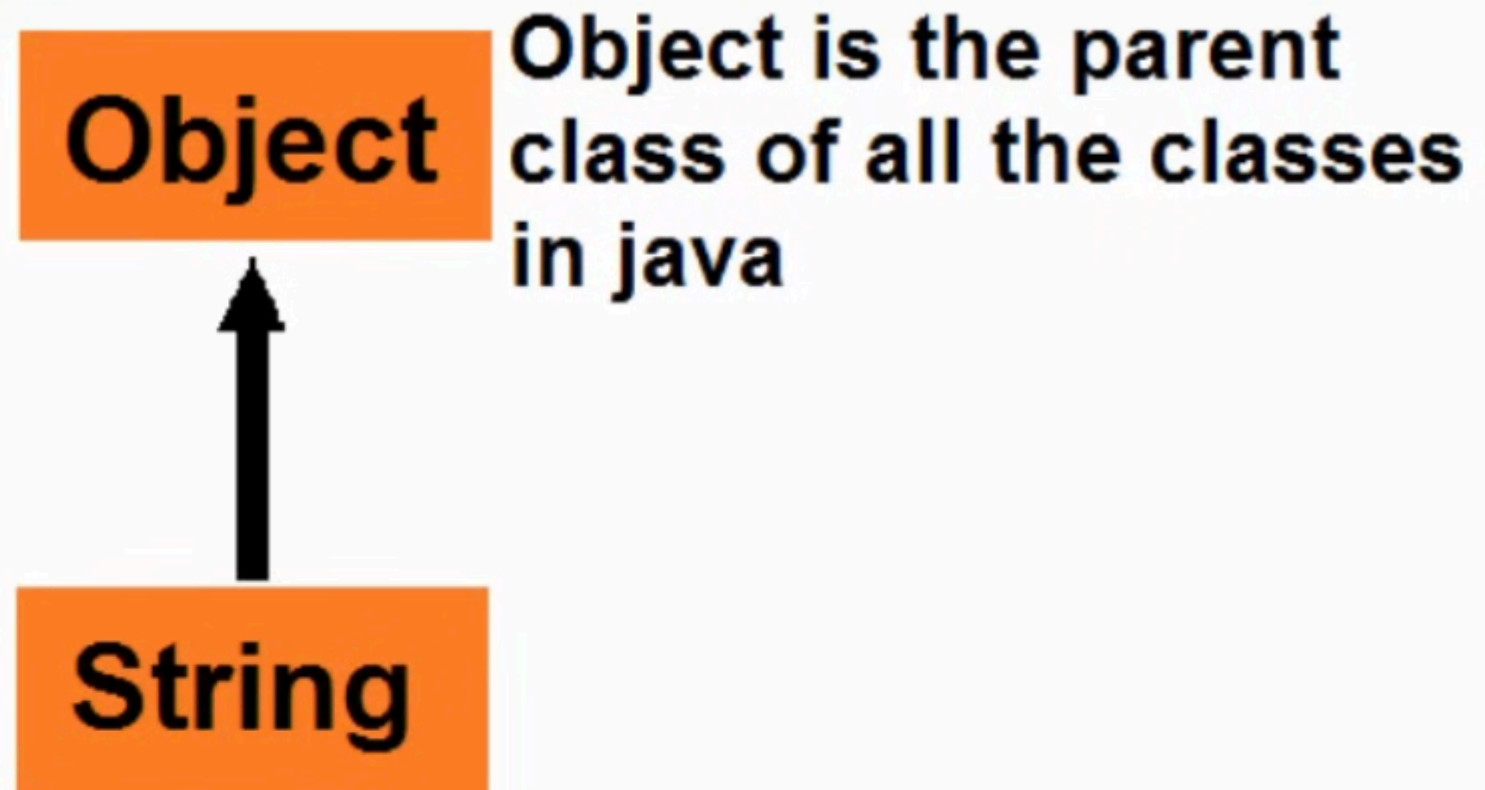 Object
Object is the parent
class of all the classes
in java
String